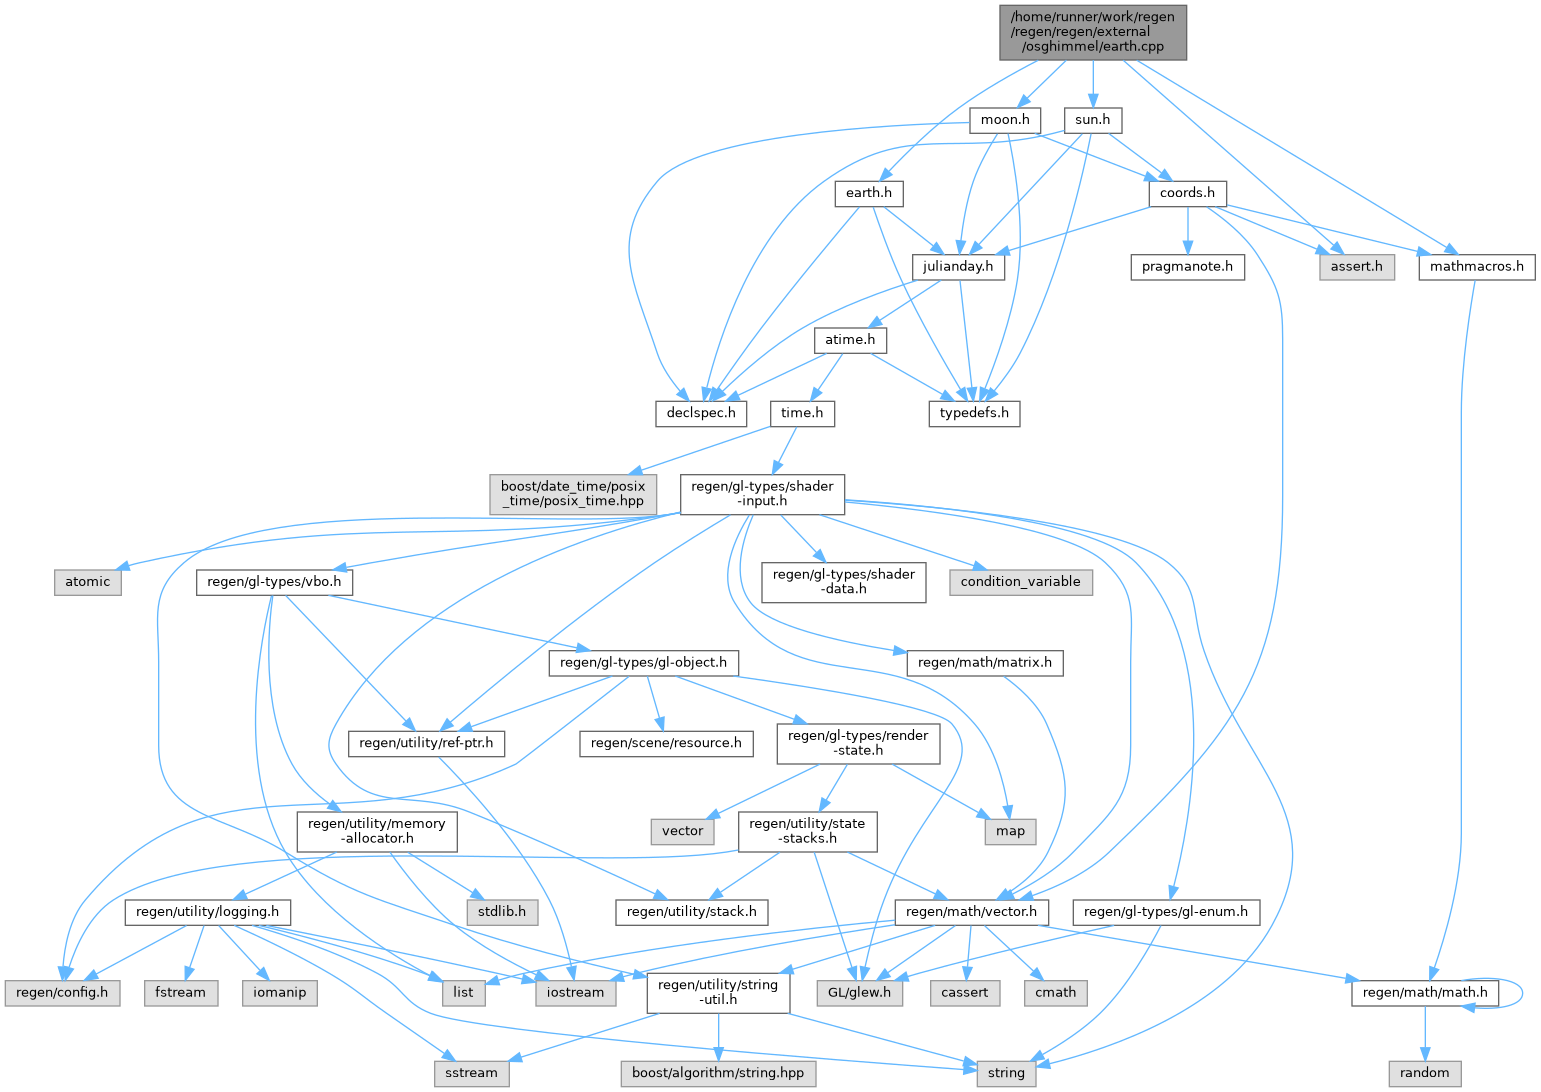 /home/runner/work/regen
/regen/regen/external
/osghimmel/earth.cpp
moon.h
sun.h
earth.h
coords.h
julianday.h
pragmanote.h
assert.h
mathmacros.h
atime.h
declspec.h
time.h
typedefs.h
boost/date_time/posix
_time/posix_time.hpp
regen/gl-types/shader
-input.h
atomic
regen/gl-types/vbo.h
regen/gl-types/shader
-data.h
condition_variable
regen/gl-types/gl-object.h
regen/math/matrix.h
regen/utility/ref-ptr.h
regen/scene/resource.h
regen/gl-types/render
-state.h
regen/utility/memory
-allocator.h
vector
regen/utility/state
-stacks.h
map
regen/utility/logging.h
stdlib.h
regen/utility/stack.h
regen/math/vector.h
regen/gl-types/gl-enum.h
regen/config.h
fstream
iomanip
list
iostream
regen/utility/string
-util.h
GL/glew.h
cassert
cmath
regen/math/math.h
sstream
boost/algorithm/string.hpp
string
random